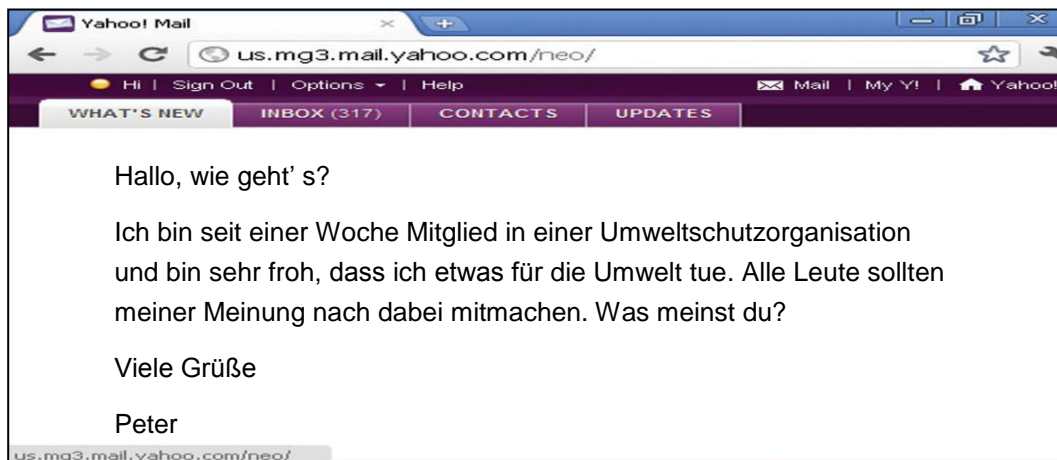 Yahoo! Mail
us.mg3.mail.yahoo.com/neo/
Hi | Sign Out | Options | Help Mail | My Y! | Yahoo!
WHAT'S NEW INBOX (317) CONTACTS UPDATES
Hallo, wie geht' s?
Ich bin seit einer Woche Mitglied in einer Umweltschutzorganisation
und bin sehr froh, dass ich etwas für die Umwelt tue. Alle Leute sollten
meiner Meinung nach dabei mitmachen. Was meinst du?
Viele Grüße
Peter
us.mg3.mail.yahoo.com/neo/